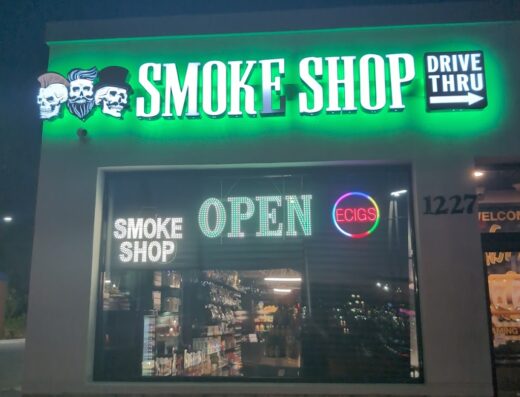 SMOKE SHOP
DRIVE
THRU
SMOKE
SHOP
OPEN
ECIGS
1227